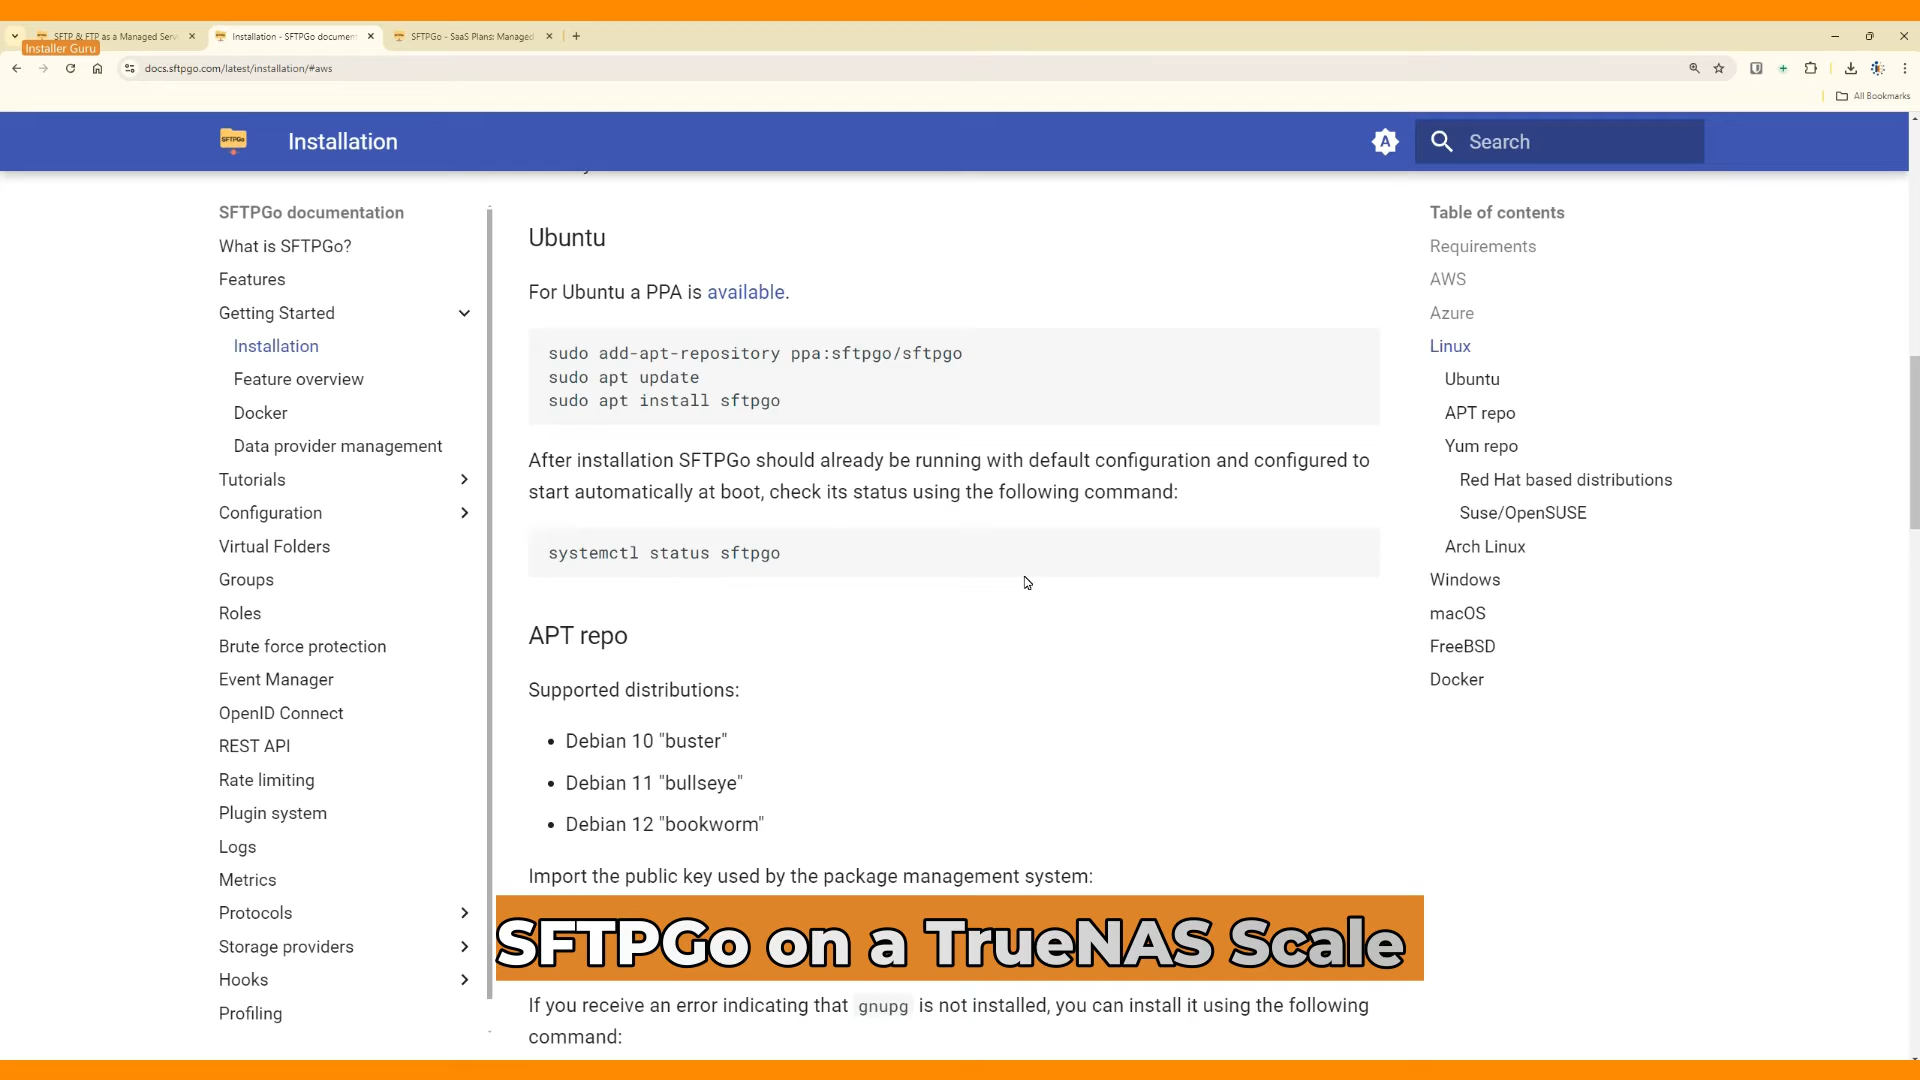 SFTP & FTP as a Managed Serv
Installation - SFTPGo document
SFTPGo - SaaS Plans: Managed
Installer Guru
docs.sftpgo.com/latest/installation/#aws
All Bookmarks
SFTPGo
Installation
A
Search
SFTPGo documentation
What is SFTPGo?
Features
Getting Started
Installation
Feature overview
Docker
Data provider management
Tutorials
Configuration
Virtual Folders
Groups
Roles
Brute force protection
Event Manager
OpenID Connect
REST API
Rate limiting
Plugin system
Logs
Metrics
Protocols
Storage providers
Hooks
Profiling
Ubuntu
For Ubuntu a PPA is available.
sudo add-apt-repository ppa:sftpgo/sftpgo
sudo apt update
sudo apt install sftpgo
After installation SFTPGo should already be running with default configuration and configured to
start automatically at boot, check its status using the following command:
systemctl status sftpgo
APT repo
Supported distributions:
Debian 10 "buster"
Debian 11 "bullseye"
Debian 12 "bookworm"
Import the public key used by the package management system:
SFTPGo on a TrueNAS Scale
If you receive an error indicating that gnupg is not installed, you can install it using the following
command:
Table of contents
Requirements
AWS
Azure
Linux
Ubuntu
APT repo
Yum repo
Red Hat based distributions
Suse/OpenSUSE
Arch Linux
Windows
macOS
FreeBSD
Docker